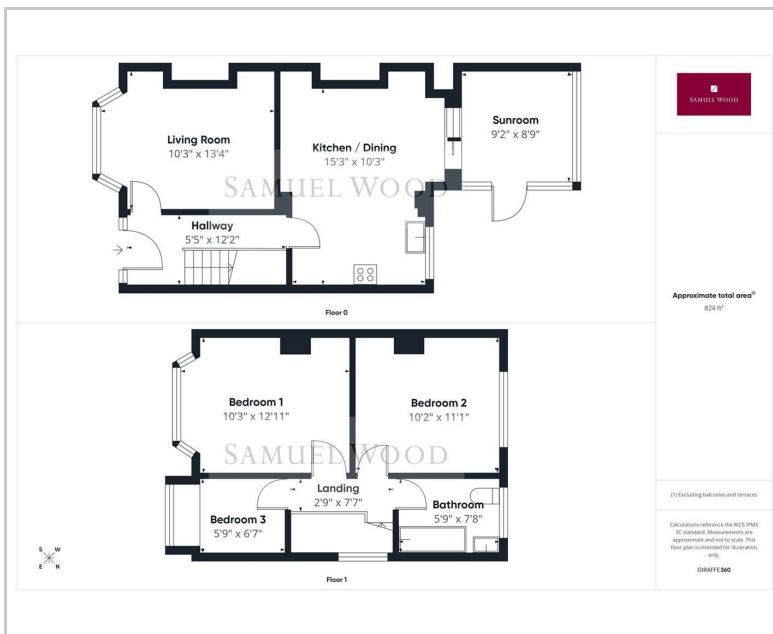 Living Room
10'3" x 13'4"
Kitchen / Dining
15'3" x 10'3"
Sunroom
9'2" x 8'9"
SAMUEL WOOD
Hallway
5'5" x 12'2"
Floor 0
Bedroom 1
10'3" x 12'11"
Bedroom 2
10'2" x 11'1"
SAMUEL WOOD
Landing
2'9" x 7'7"
Bedroom 3
5'9" x 6'7"
Bathroom
5'9" x 7'8"
Floor 1
S W
E N
SAMUEL WOOD
Approximate total area(1)
824 ft²
(1) Excluding balconies and terraces
Calculations reference the RICS IPMS
3C standard. Measurements are
approximate and not to scale. This
floor plan is intended for illustration
only.
GIRAFFE360